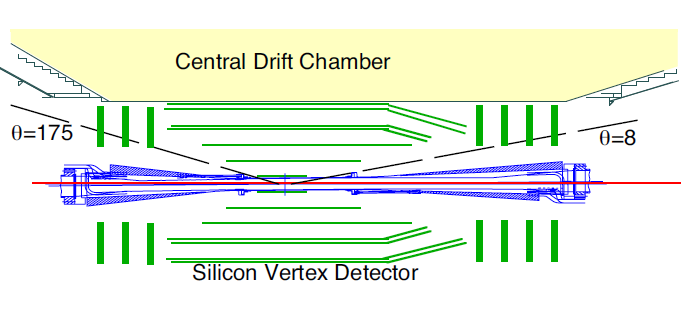 Central Drift Chamber
θ=175
θ=8
Silicon Vertex Detector